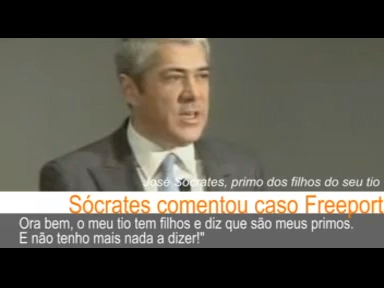 José Sócrates, primo dos filhos do seu tio
Sócrates comentou caso Freeport
Ora bem, o meu tio tem filhos e diz que são meus primos.
E não tenho mais nada a dizer!"